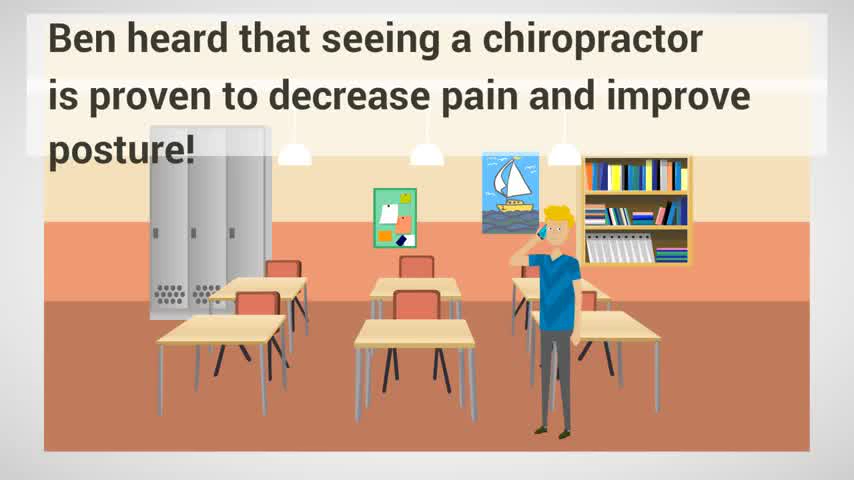 Ben heard that seeing a chiropractor
is proven to decrease pain and improve
posture!